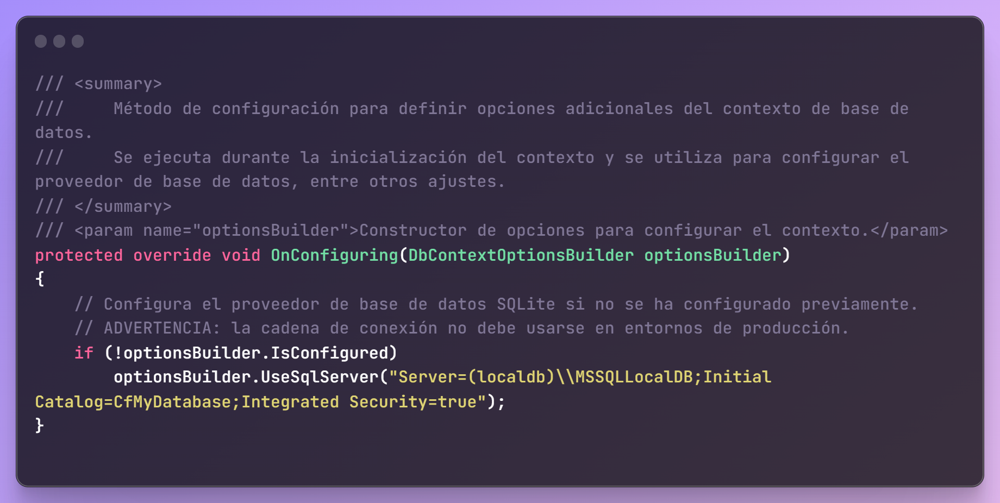 /// <summary>
///     Método de configuración para definir opciones adicionales del contexto de base de
datos.
///     Se ejecuta durante la inicialización del contexto y se utiliza para configurar el
proveedor de base de datos, entre otros ajustes.
/// </summary>
/// <param name="optionsBuilder">Constructor de opciones para configurar el contexto.</param>
protected override void OnConfiguring(DbContextOptionsBuilder optionsBuilder)
{
    // Configura el proveedor de base de datos SQLite si no se ha configurado previamente.
    // ADVERTENCIA: la cadena de conexión no debe usarse en entornos de producción.
    if (!optionsBuilder.IsConfigured)
        optionsBuilder.UseSqlServer("Server=(localdb)\\MSSQLLocalDB;Initial
Catalog=CfMyDatabase;Integrated Security=true");
}